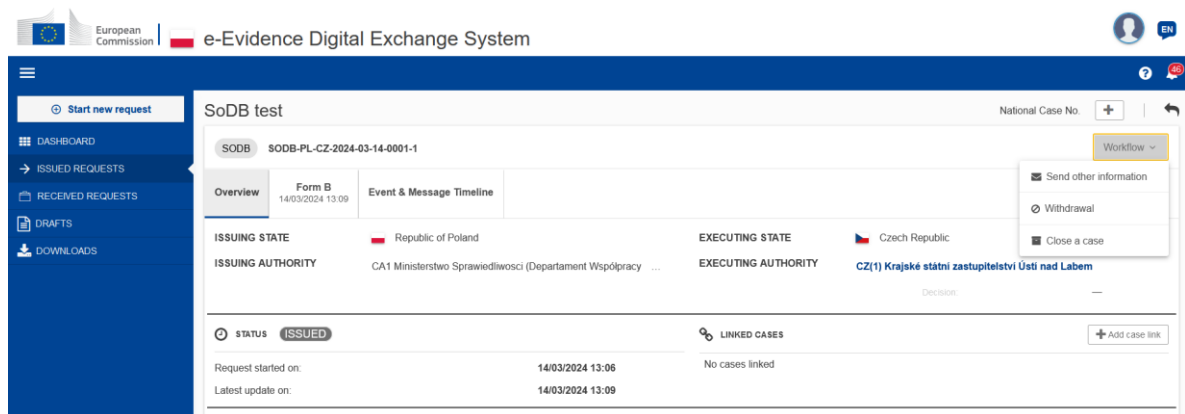 European
Commission
e-Evidence Digital Exchange System
EN
46
Start new request
SoDB test
National Case No.
DASHBOARD
SODB SODB-PL-CZ-2024-03-14-0001-1
Workflow
ISSUED REQUESTS
Send other information
RECEIVED REQUESTS
Overview
Form B
14/03/2024 13:09
Event & Message Timeline
Withdrawal
DRAFTS
Close a case
DOWNLOADS
ISSUING STATE Republic of Poland
EXECUTING STATE Czech Republic
ISSUING AUTHORITY CA1 Ministerstwo Sprawiedliwosci (Departament Współpracy ...
EXECUTING AUTHORITY CZ(1) Krajské státní zastupitelství Ústí nad Labem
Decision: —
STATUS ISSUED
LINKED CASES
Add case link
Request started on: 14/03/2024 13:06
No cases linked
Latest update on: 14/03/2024 13:09